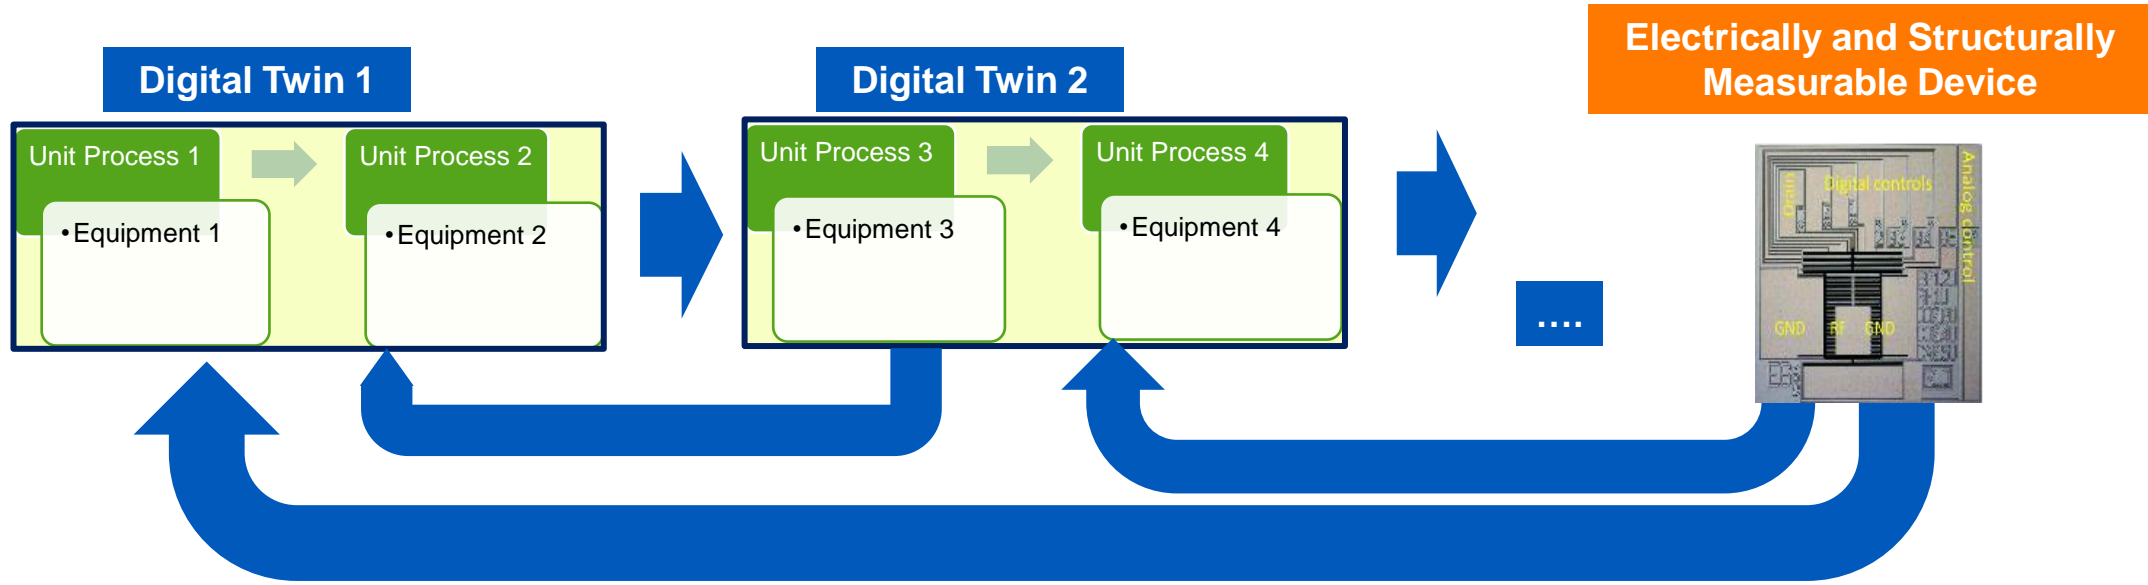 Electrically and Structurally
Measurable Device
Digital Twin 1
Digital Twin 2
Unit Process 1
Unit Process 2
Unit Process 3
Unit Process 4
•Equipment 1
•Equipment 2
•Equipment 3
•Equipment 4
....
Drain
Digital controls
Analog control
GND
RF
GND